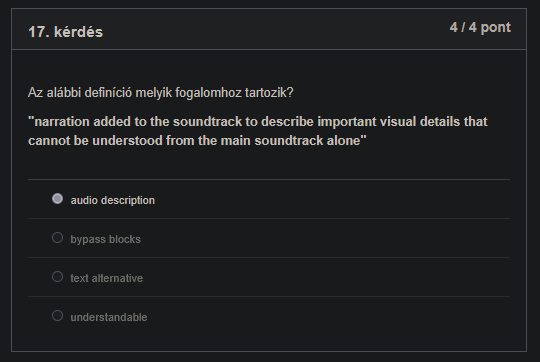 17. kérdés
4 / 4 pont
Az alábbi definíció melyik fogalomhoz tartozik?
"narration added to the soundtrack to describe important visual details that
cannot be understood from the main soundtrack alone"
audio description
bypass blocks
text alternative
understandable